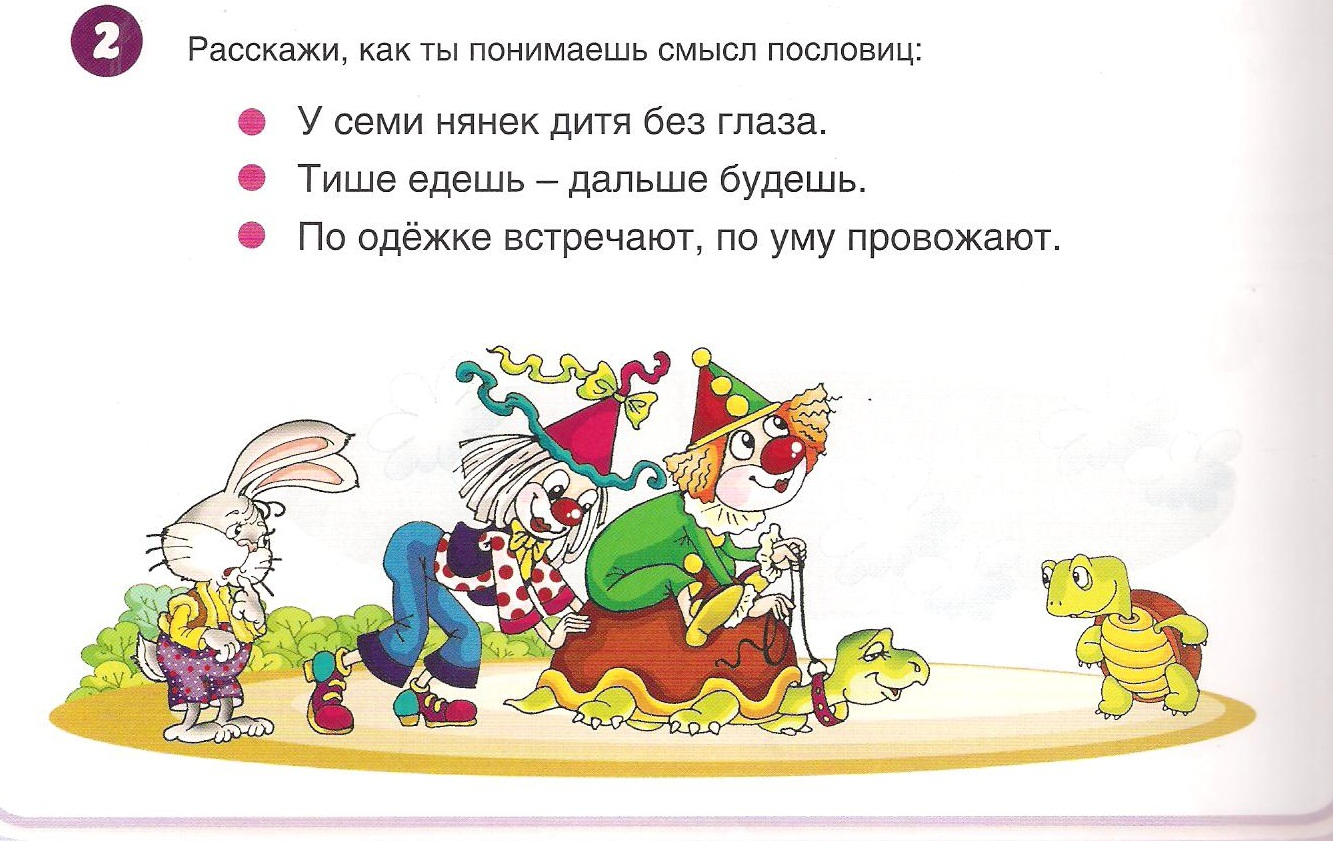 2
Расскажи, как ты понимаешь смысл пословиц:
У семи нянек дитя без глаза.
Тише едешь – дальше будешь.
По одёжке встречают, по уму провожают.